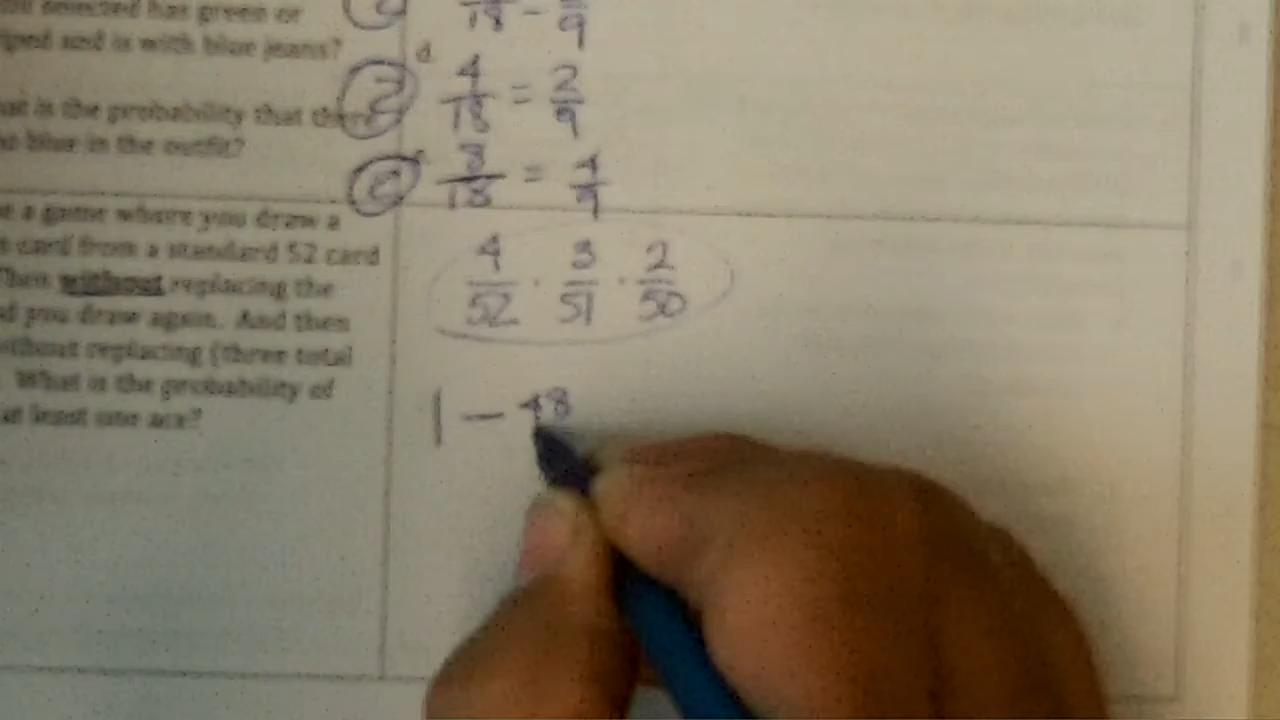 selected has green or
and is with blue jeans?
is the probability that there
blue in the outfit?
a game where you draw a
card from a standard 52 card
Then without replacing the
you draw again. And then
without replacing (three total
What is the probability of
at least one ace?
d.
4/18 = 2/9
8/18 = 4/9
4/52 · 3/51 · 2/50
1 - 48